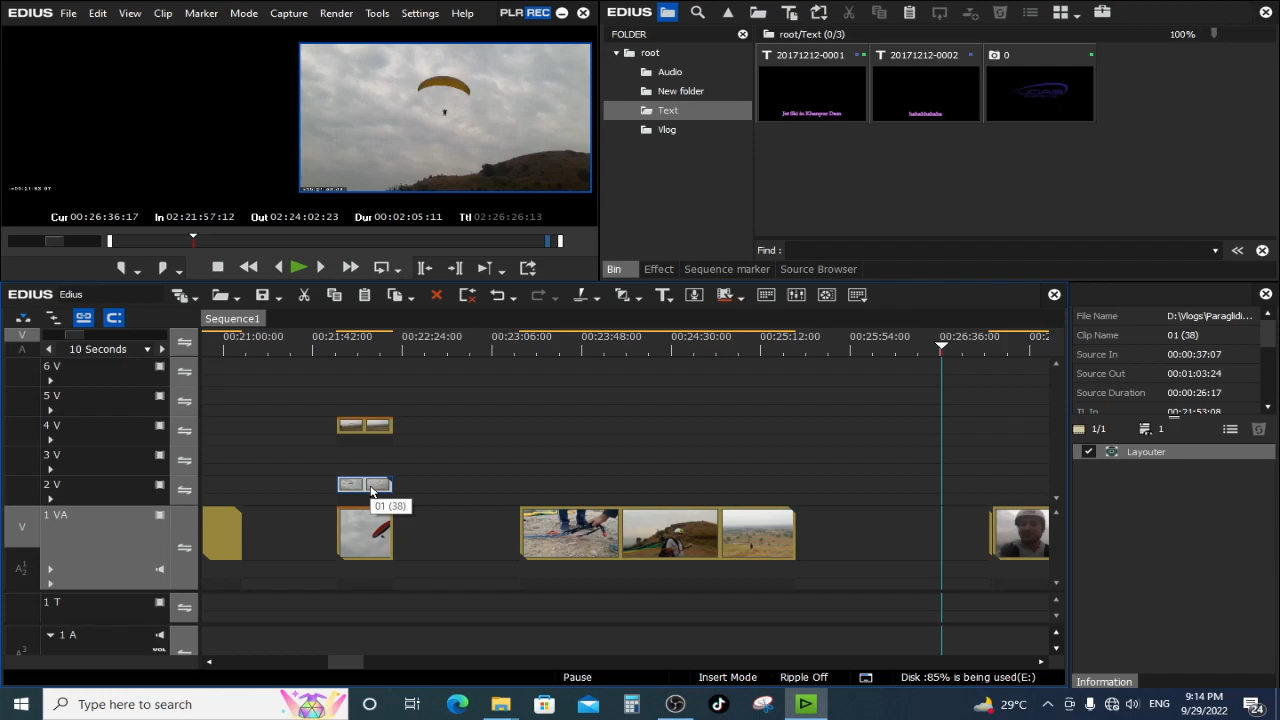 EDIUS File Edit View Clip Marker Mode Capture Render Tools Settings Help PLR REC
Cur 00:26:36:17 In 02:21:57:12 Out 02:24:02:23 Dur 00:02:05:11 Ttl 02:26:26:13
EDIUS
FOLDER
root
Audio
New folder
Text
Vlog
root/Text (0/3) 100%
20171212-0001 20171212-0002 0
Jet Ski in Khanpur Dam
Find :
Bin Effect Sequence marker Source Browser
EDIUS Edius
Sequence1
V
A
10 Seconds
00:21:00:00 00:21:42:00 00:22:24:00 00:23:06:00 00:23:48:00 00:24:30:00 00:25:12:00 00:25:54:00 00:26:36:00
6 V
5 V
4 V
3 V
2 V
01 (38)
V 1 VA
1 T
1 A
VOL
File Name D:\Vlogs\Paraglidi...
Clip Name 01 (38)
Source In 00:00:37:07
Source Out 00:01:03:24
Source Duration 00:00:26:17
TL In 00:21:53:08
1/1 1
Layouter
Information
Pause Insert Mode Ripple Off Disk :85% is being used(E:)
Type here to search
29°C ENG 9:14 PM
9/29/2022
24